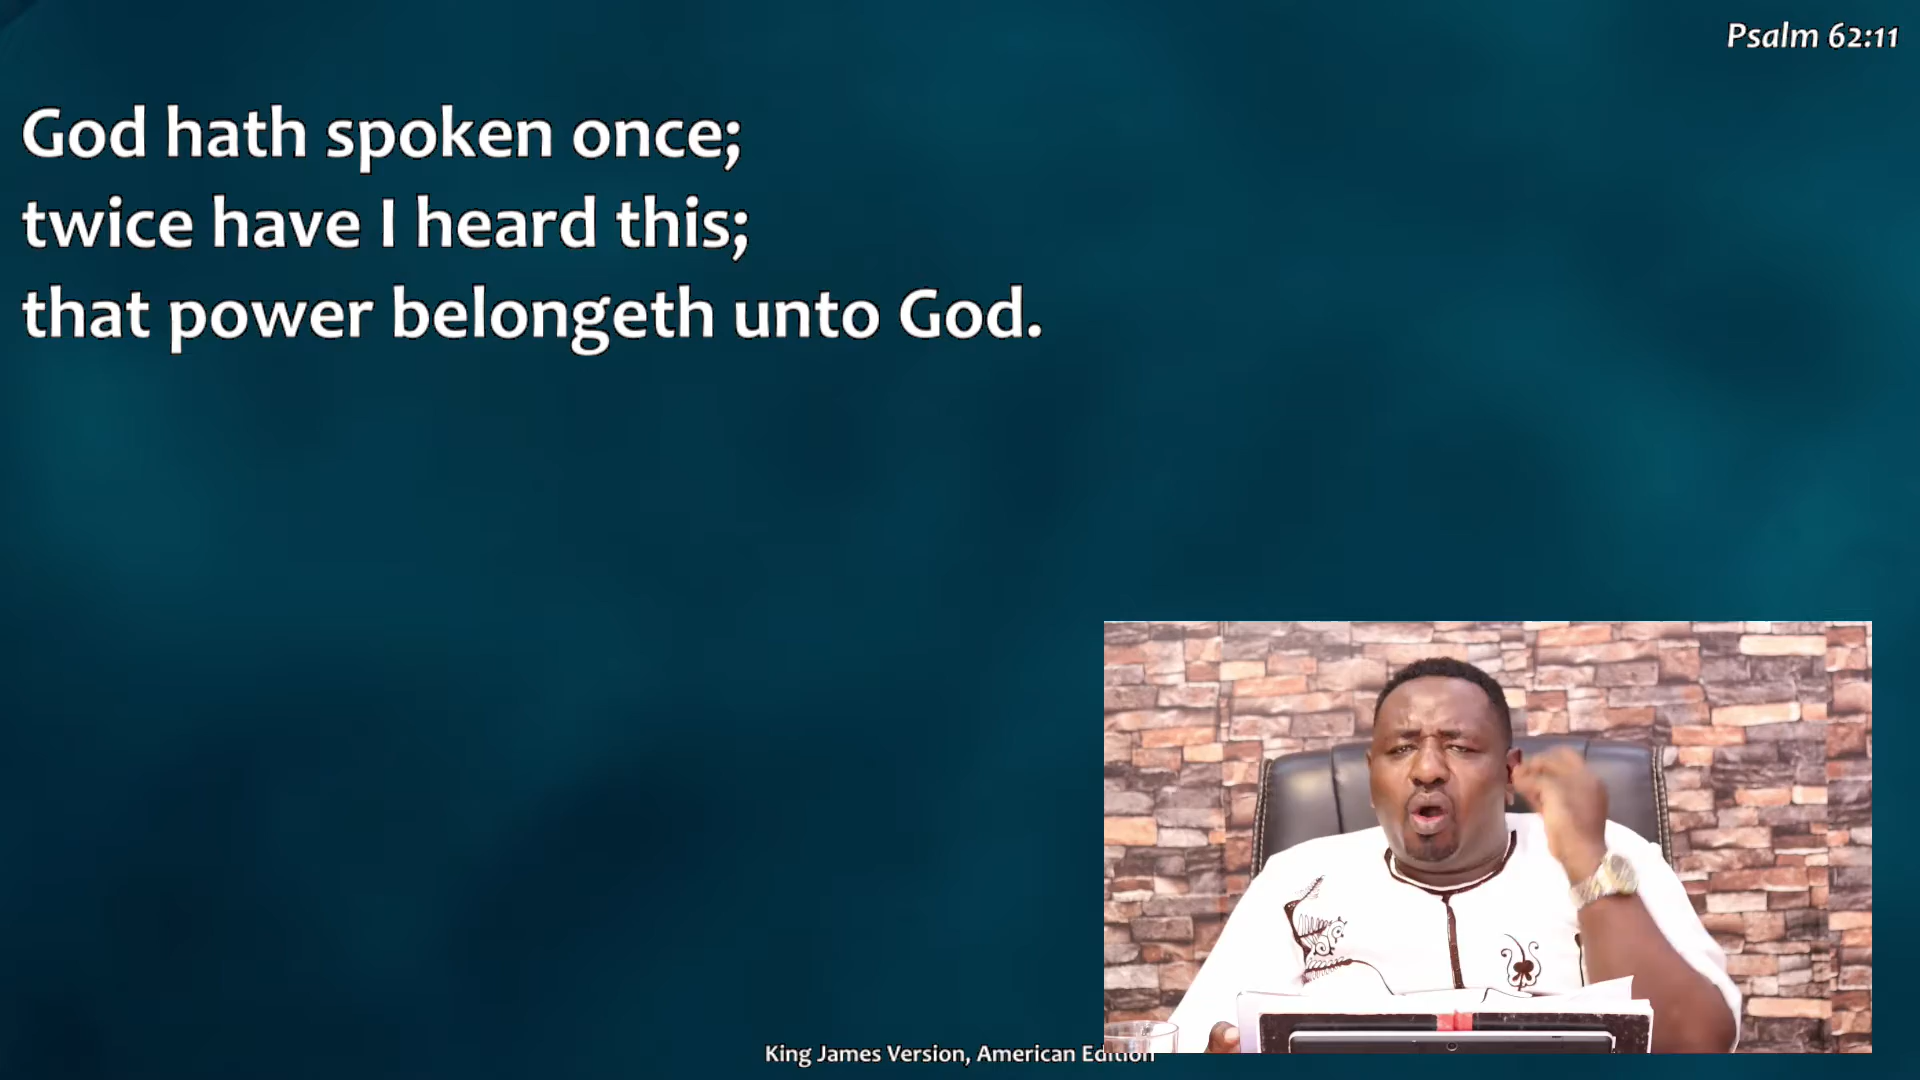 Psalm 62:11
God hath spoken once;
twice have I heard this;
that power belongeth unto God.
King James Version, American Edition